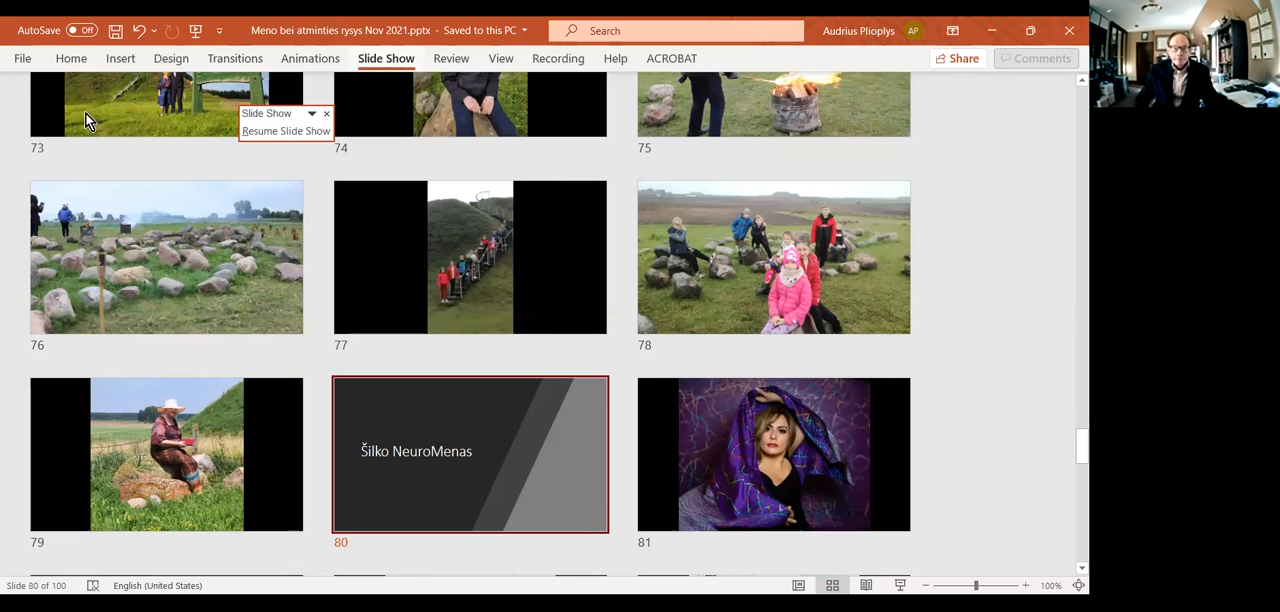 AutoSave Off
Meno bei atminties rysys Nov 2021.pptx - Saved to this PC
Search
Audrius Plioplys AP
File Home Insert Design Transitions Animations Slide Show Review View Recording Help ACROBAT
Share
Comments
Slide Show
Resume Slide Show
73
74
75
76
77
78
Šilko NeuroMenas
79
80
81
Slide 80 of 100
English (United States)
100%